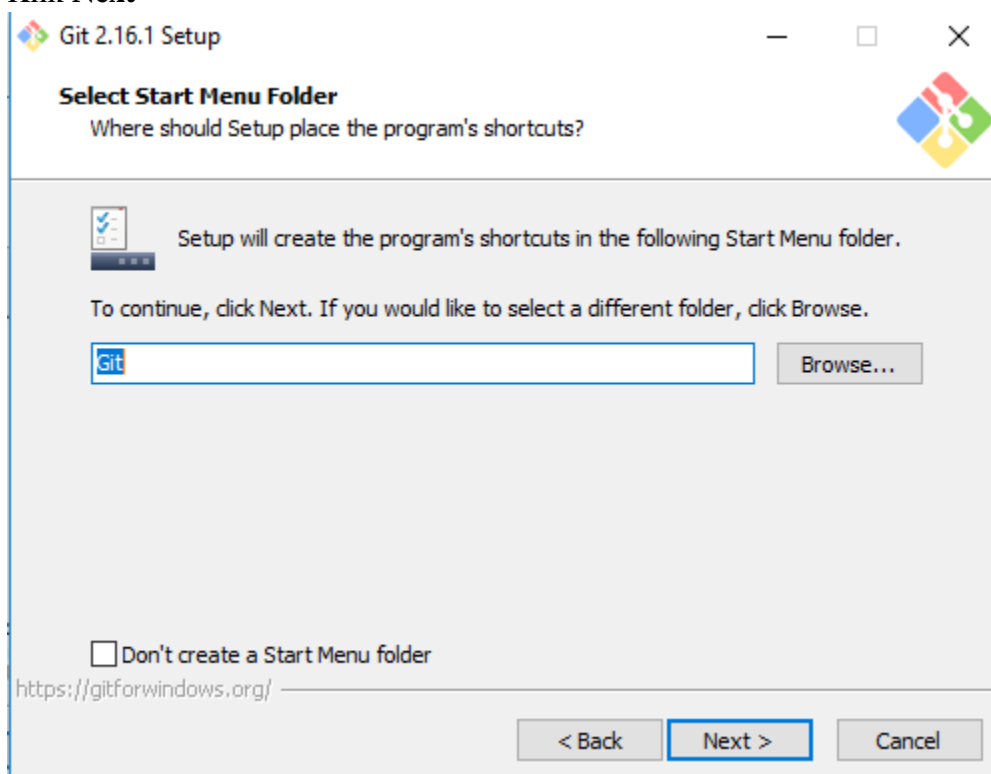 Klik Next
Git 2.16.1 Setup
Select Start Menu Folder
Where should Setup place the program's shortcuts?
Setup will create the program's shortcuts in the following Start Menu folder.
To continue, click Next. If you would like to select a different folder, click Browse.
Git
Browse...
Don't create a Start Menu folder
https://gitforwindows.org/
< Back
Next >
Cancel